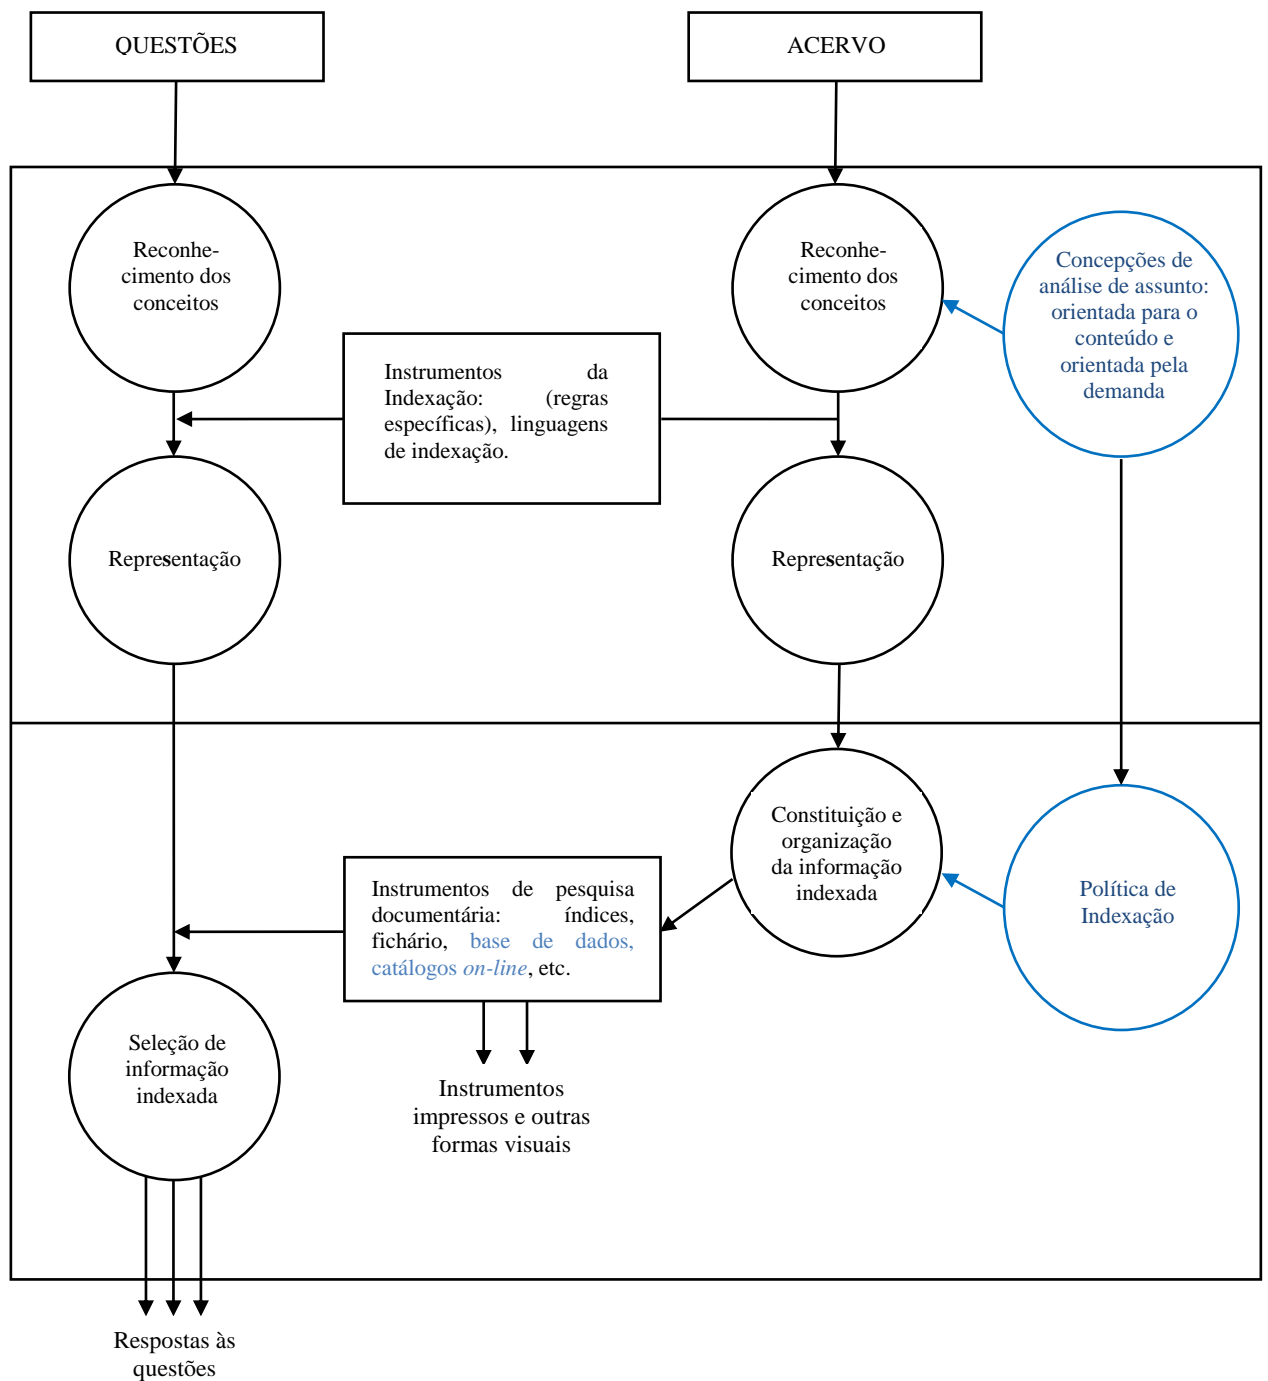 QUESTÕES
ACERVO
Reconhe-
cimento dos
conceitos
Reconhe-
cimento dos
conceitos
Concepções de
análise de assunto:
orientada para o
conteúdo e
orientada pela
demanda
Instrumentos da
Indexação: (regras
específicas), linguagens
de indexação.
Representação
Representação
Constituição e
organização
da informação
indexada
Instrumentos de pesquisa
documentária: índices,
fichário, base de dados,
catálogos on-line, etc.
Política de
Indexação
Seleção de
informação
indexada
Instrumentos
impressos e outras
formas visuais
Respostas às
questões